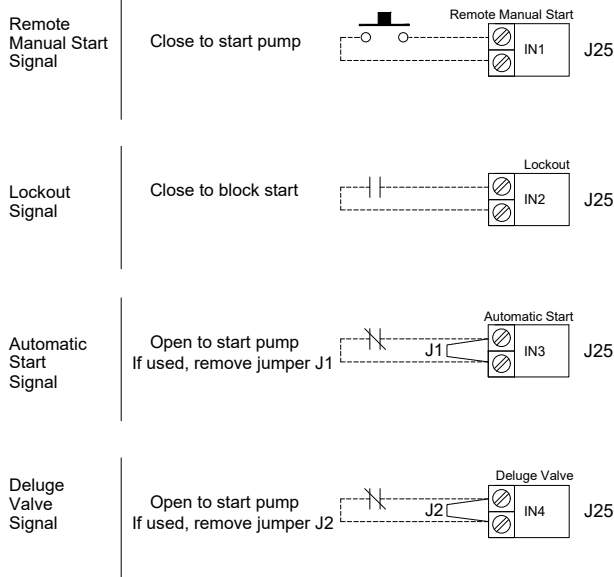 Remote
Manual Start
Signal
Close to start pump
Remote Manual Start
IN1
J25
Lockout
Signal
Close to block start
Lockout
IN2
J25
Automatic
Start
Signal
Open to start pump
If used, remove jumper J1
Automatic Start
J1
IN3
J25
Deluge
Valve
Signal
Open to start pump
If used, remove jumper J2
Deluge Valve
J2
IN4
J25